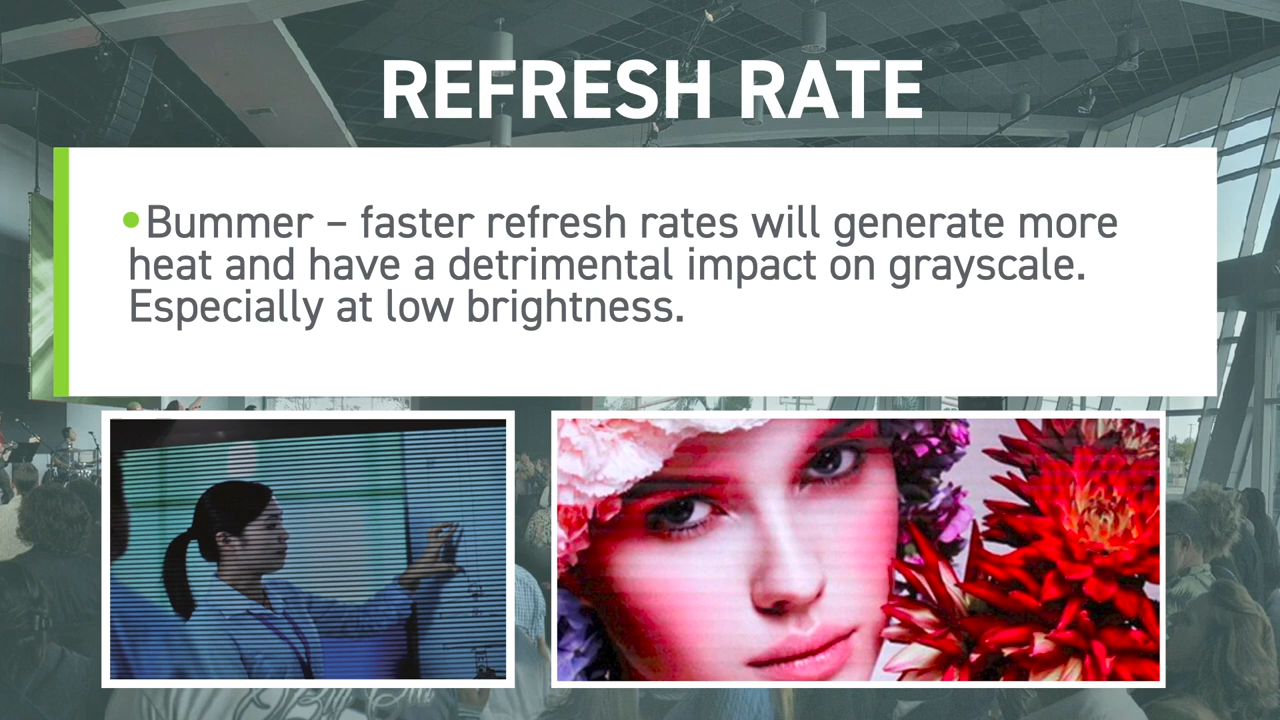 REFRESH RATE
•Bummer – faster refresh rates will generate more
heat and have a detrimental impact on grayscale.
Especially at low brightness.